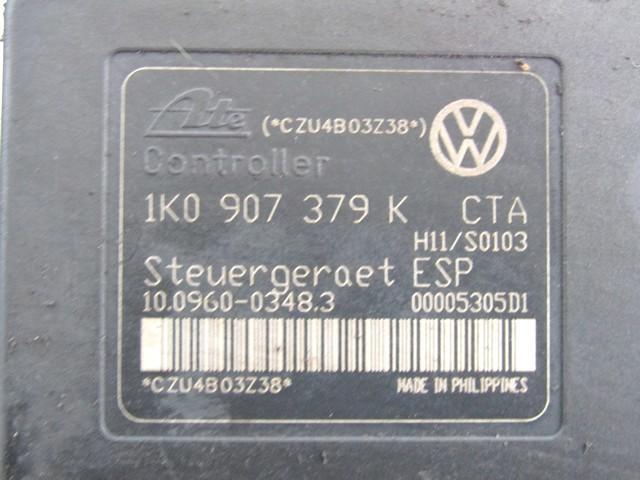 Ate (*CZU4B03Z38*)
Controller
1K0 907 379 K CTA
H11/S0103
Steuergeraet ESP
10.0960-0348.3 00005305D1
*CZU4B03Z38* MADE IN PHILIPPINES